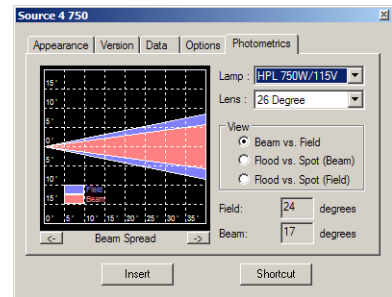 Source 4 750
Appearance Version Data Options Photometrics
Lamp : HPL 750W/115V
Lens : 26 Degree
View
Beam vs. Field
Flood vs. Spot (Beam)
Flood vs. Spot (Field)
Field: 24 degrees
Beam: 17 degrees
15'
10'
5'
0'
5'
10'
15'
Field
Beam
0' 5' 10' 15' 20' 25' 30' 35'
<- Beam Spread ->
Insert Shortcut